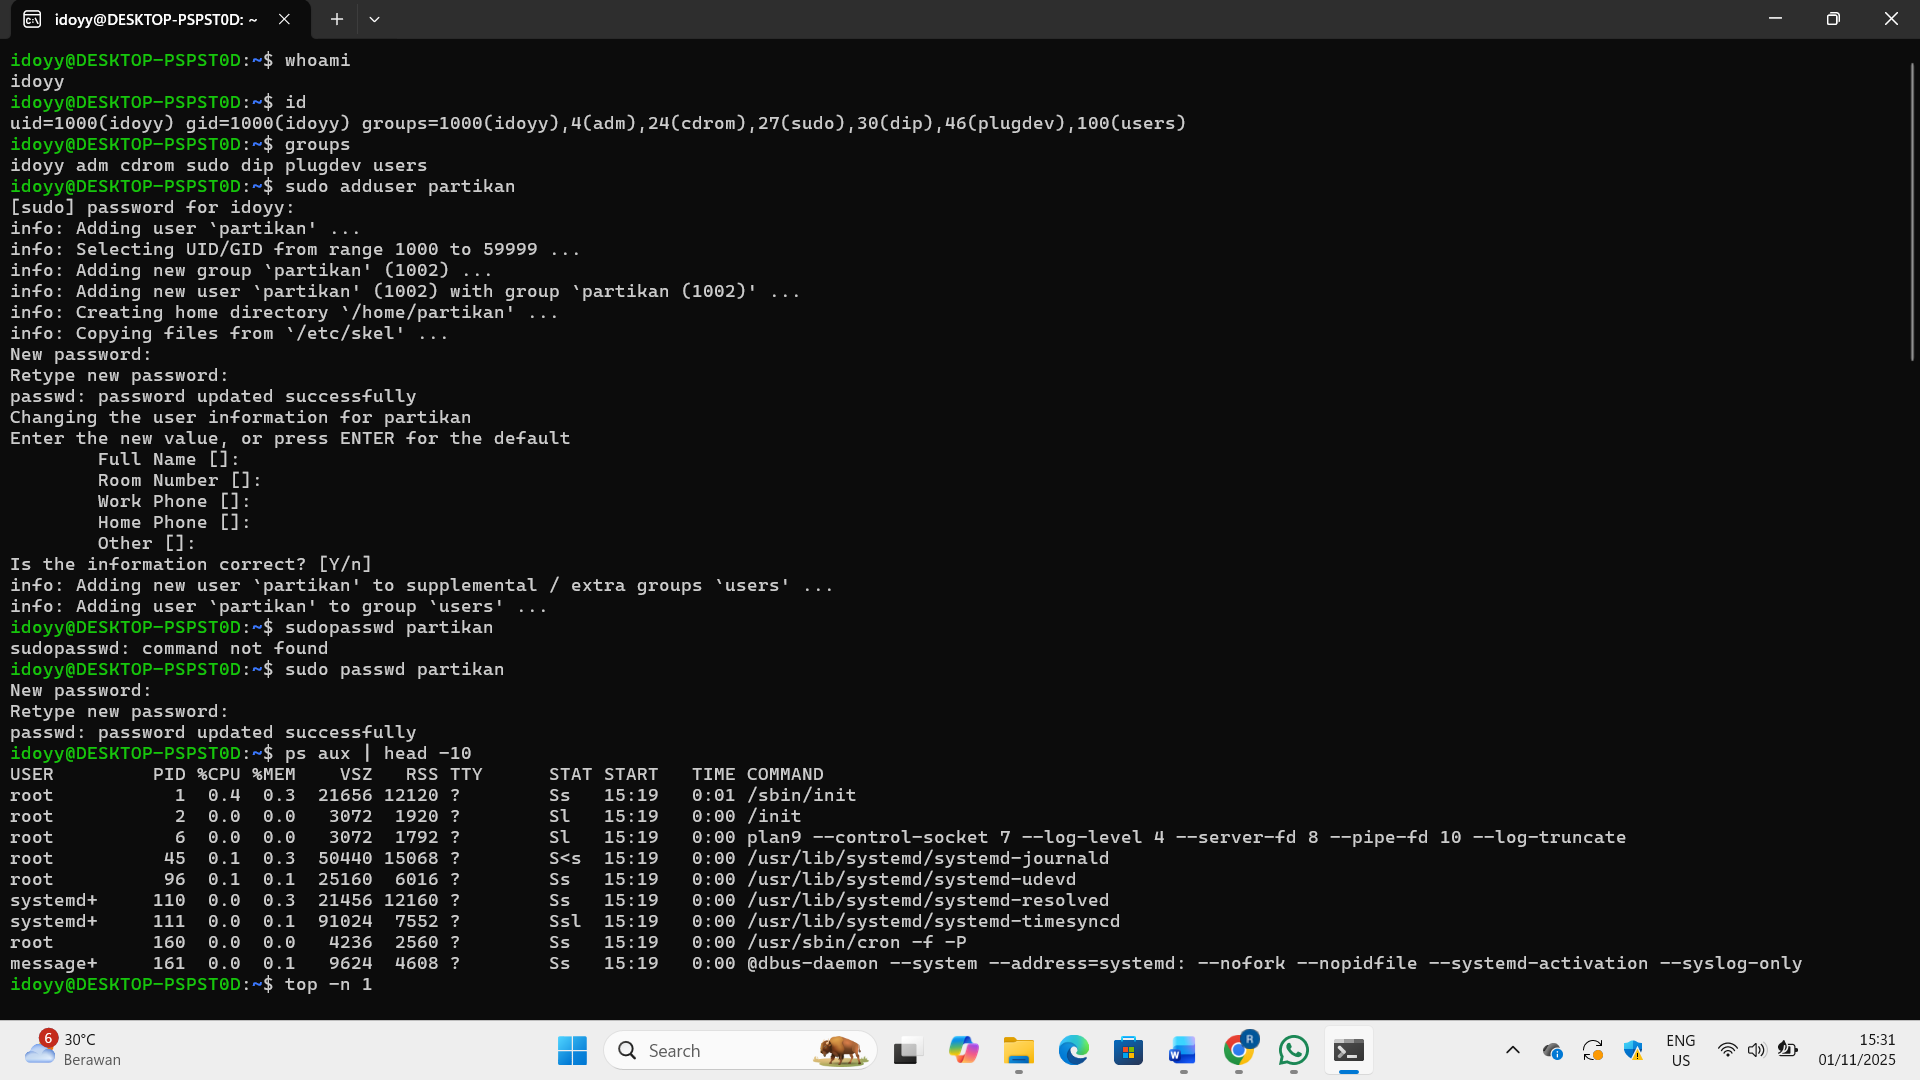 idoyy@DESKTOP-PSPST0D: ~
idoyy@DESKTOP-PSPST0D:~$ whoami
idoyy
idoyy@DESKTOP-PSPST0D:~$ id
uid=1000(idoyy) gid=1000(idoyy) groups=1000(idoyy),4(adm),24(cdrom),27(sudo),30(dip),46(plugdev),100(users)
idoyy@DESKTOP-PSPST0D:~$ groups
idoyy adm cdrom sudo dip plugdev users
idoyy@DESKTOP-PSPST0D:~$ sudo adduser partikan
[sudo] password for idoyy:
info: Adding user `partikan' ...
info: Selecting UID/GID from range 1000 to 59999 ...
info: Adding new group `partikan' (1002) ...
info: Adding new user `partikan' (1002) with group `partikan (1002)' ...
info: Creating home directory `/home/partikan' ...
info: Copying files from `/etc/skel' ...
New password:
Retype new password:
passwd: password updated successfully
Changing the user information for partikan
Enter the new value, or press ENTER for the default
        Full Name []:
        Room Number []:
        Work Phone []:
        Home Phone []:
        Other []:
Is the information correct? [Y/n]
info: Adding new user `partikan' to supplemental / extra groups `users' ...
info: Adding user `partikan' to group `users' ...
idoyy@DESKTOP-PSPST0D:~$ sudopasswd partikan
sudopasswd: command not found
idoyy@DESKTOP-PSPST0D:~$ sudo passwd partikan
New password:
Retype new password:
passwd: password updated successfully
idoyy@DESKTOP-PSPST0D:~$ ps aux | head -10
USER         PID %CPU %MEM    VSZ   RSS TTY      STAT START   TIME COMMAND
root           1  0.4  0.3  21656 12120 ?        Ss   15:19   0:01 /sbin/init
root           2  0.0  0.0   3072  1920 ?        Sl   15:19   0:00 /init
root           6  0.0  0.0   3072  1792 ?        Sl   15:19   0:00 plan9 --control-socket 7 --log-level 4 --server-fd 8 --pipe-fd 10 --log-truncate
root          45  0.1  0.3  50440 15068 ?        S<s  15:19   0:00 /usr/lib/systemd/systemd-journald
root          96  0.1  0.1  25160  6016 ?        Ss   15:19   0:00 /usr/lib/systemd/systemd-udevd
systemd+     110  0.0  0.3  21456 12160 ?        Ss   15:19   0:00 /usr/lib/systemd/systemd-resolved
systemd+     111  0.0  0.1  91024  7552 ?        Ssl  15:19   0:00 /usr/lib/systemd/systemd-timesyncd
root         160  0.0  0.0   4236  2560 ?        Ss   15:19   0:00 /usr/sbin/cron -f -P
message+     161  0.0  0.1   9624  4608 ?        Ss   15:19   0:00 @dbus-daemon --system --address=systemd: --nofork --nopidfile --systemd-activation --syslog-only
idoyy@DESKTOP-PSPST0D:~$ top -n 1
6
30°C
Berawan
Search
W
R
ENG
US
15:31
01/11/2025